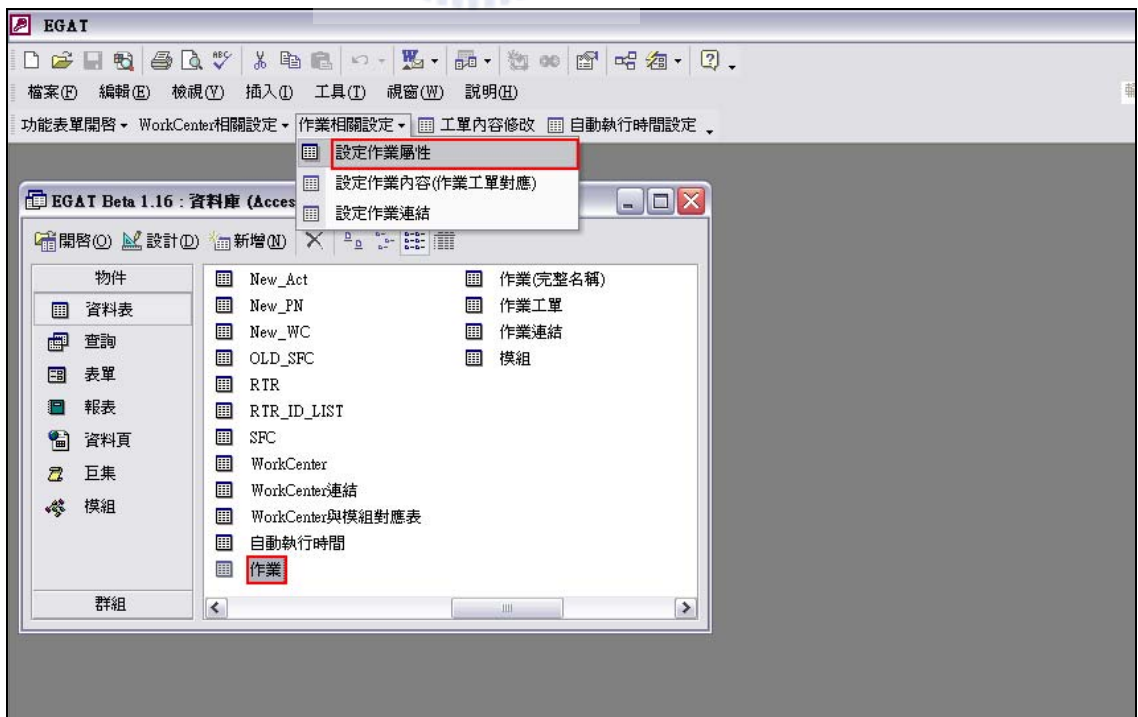 EGAT
檔案(F) 編輯(E) 檢視(V) 插入(I) 工具(T) 視窗(W) 說明(H)
功能表單開啓 WorkCenter相關設定 作業相關設定 工單內容修改 自動執行時間設定
設定作業屬性
設定作業內容(作業工單對應)
設定作業連結
EGAT Beta 1.16 : 資料庫 (Acces
開啓(O) 設計(D) 新增(N)
物件
資料表
查詢
表單
報表
資料頁
巨集
模組
群組
New_Act
New_PN
New_WC
OLD_SFC
RTR
RTR_ID_LIST
SFC
WorkCenter
WorkCenter連結
WorkCenter與模組對應表
自動執行時間
作業
作業(完整名稱)
作業工單
作業連結
模組